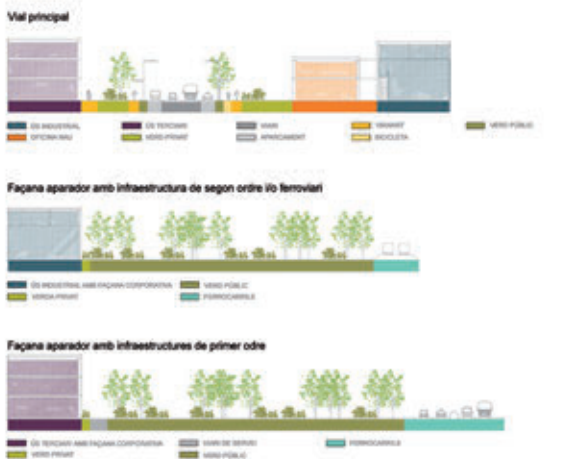 Vial principal
ÚS INDUSTRIAL ÚS TERCIARI VIARI VIANANT VERD PÚBLIC
OFICINA NAU VERD PRIVAT APARCAMENT BICICLETA
Façana aparador amb infraestructura de segon ordre i/o ferroviari
ÚS INDUSTRIAL AMB FAÇANA CORPORATIVA VERD PÚBLIC
VERDA PRIVAT FERROCARRILS
Façana aparador amb infraestructures de primer odre
ÚS TERCIARI AMB FAÇANA CORPORATIVA VIARI DE SERVEI FERROCARRILS
VERD PRIVAT VERD PÚBLIC